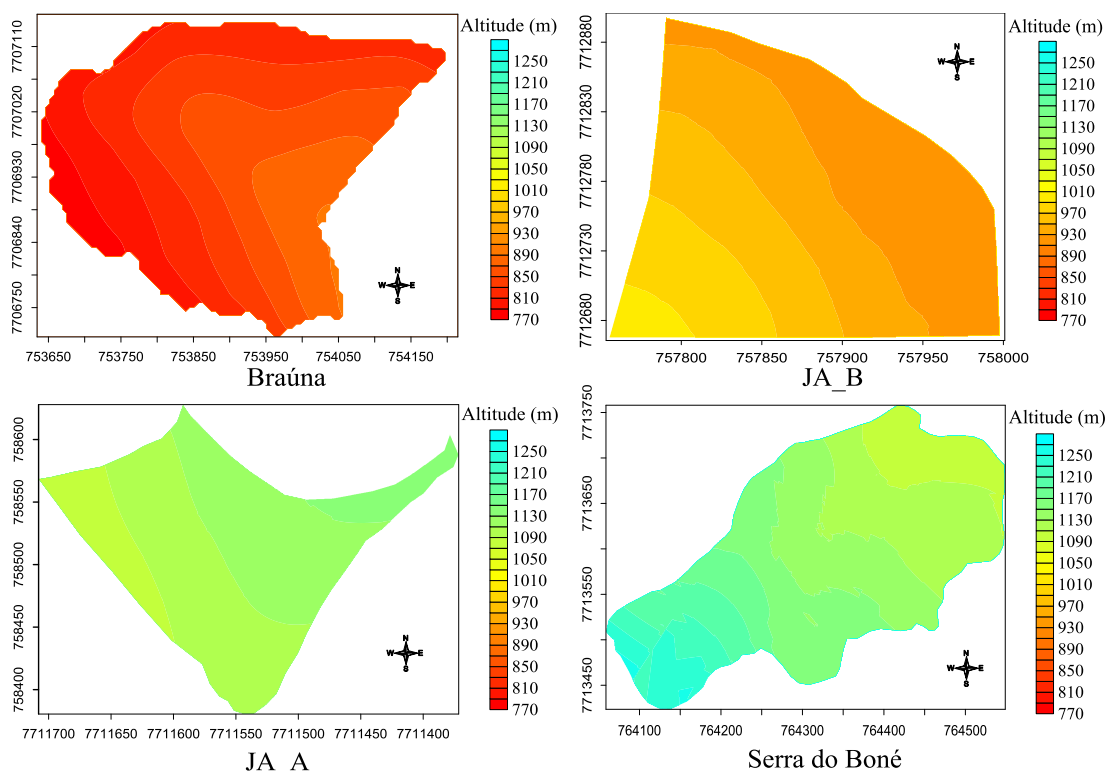 Altitude (m)
1250
1210
1170
1130
1090
1050
1010
970
930
890
850
810
770
7707110
7707020
7706930
7706840
7706750
N
W E
S
753650 753750 753850 753950 754050 754150
Braúna
Altitude (m)
1250
1210
1170
1130
1090
1050
1010
970
930
890
850
810
770
7712880
7712830
7712780
7712730
7712680
N
W E
S
757800 757850 757900 757950 758000
JA_B
Altitude (m)
1250
1210
1170
1130
1090
1050
1010
970
930
890
850
810
770
758600
758550
758500
758450
758400
N
W E
S
7711700 7711650 7711600 7711550 7711500 7711450 7711400
JA_A
Altitude (m)
1250
1210
1170
1130
1090
1050
1010
970
930
890
850
810
770
7713750
7713650
7713550
7713450
N
W E
S
764100 764200 764300 764400 764500
Serra do Boné